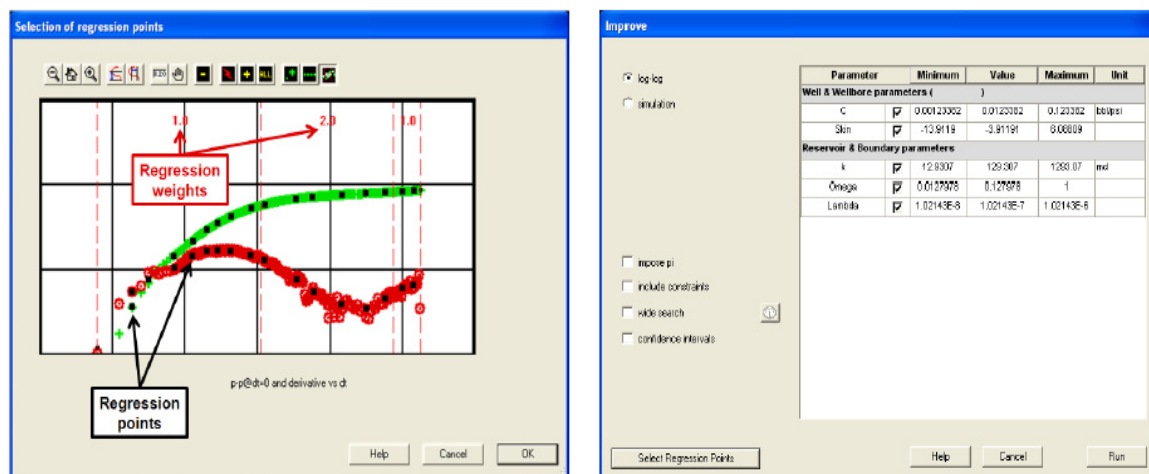 Selection of regression points
1.0
2.0
1.0
Regression
weights
Regression
points
p-p@dt=0 and derivative vs dt
Help
Cancel
OK
Improve
log-log
simulation
impose pi
include constraints
wide search
confidence intervals
Parameter Minimum Value Maximum Unit
Well & Wellbore parameters ( )
C 0.00123382 0.0123382 0.123382 bbl/psi
Skin -13.9119 -3.91191 6.08809
Reservoir & Boundary parameters
k 12.9307 129.307 1293.07 md
Omega 0.0127978 0.127978 1
Lambda 1.02143E-8 1.02143E-7 1.02143E-6
Select Regression Points
Help
Cancel
Run